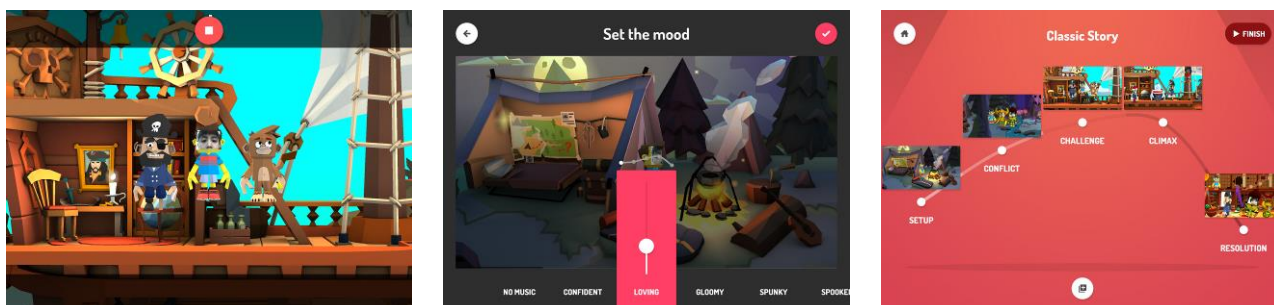 Set the mood
NO MUSIC
CONFIDENT
LOVING
GLOOMY
SPUNKY
SPOOKE
Classic Story
FINISH
SETUP
CONFLICT
CHALLENGE
CLIMAX
RESOLUTION